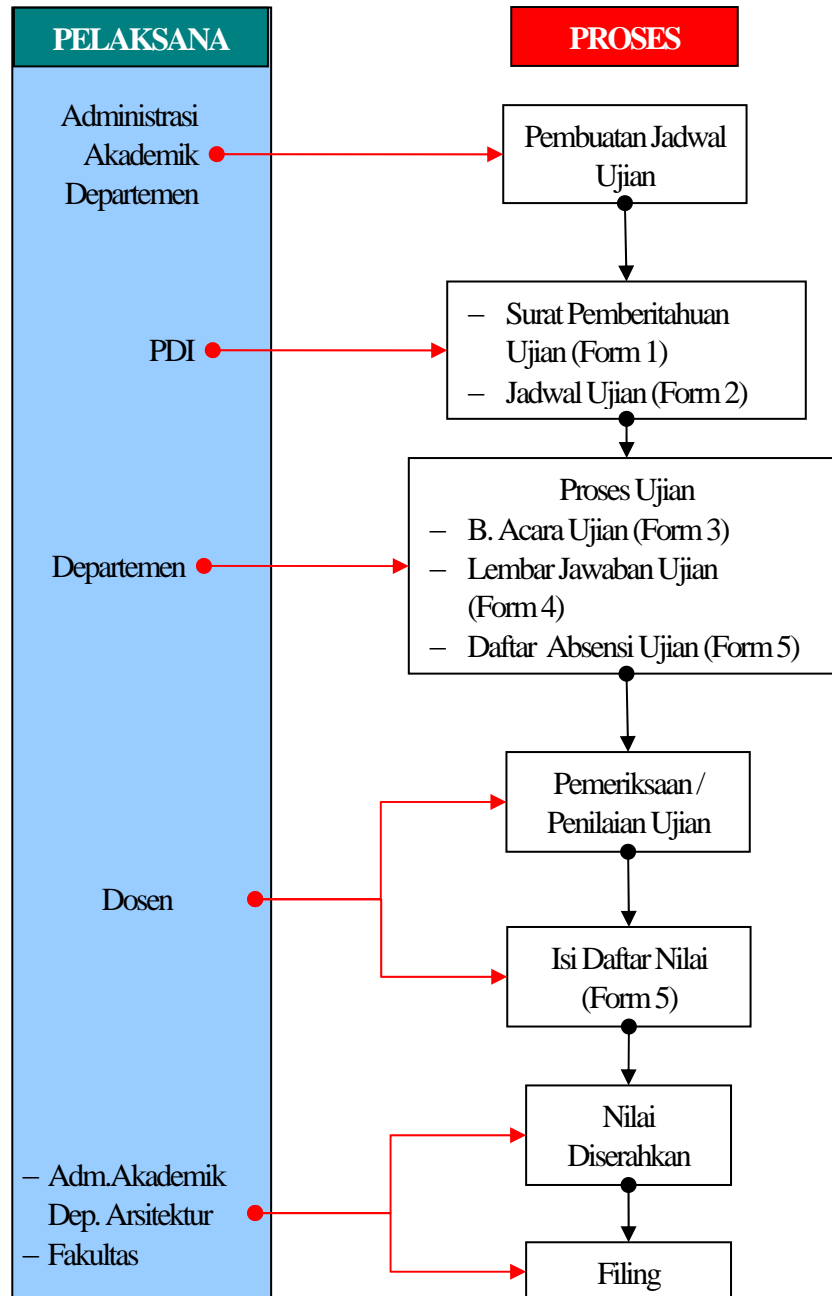 PELAKSANA
PROSES
Administrasi
Akademik
Departemen
Pembuatan Jadwal
Ujian
PDI
– Surat Pemberitahuan
Ujian (Form 1)
– Jadwal Ujian (Form 2)
Departemen
Proses Ujian
– B. Acara Ujian (Form 3)
– Lembar Jawaban Ujian
(Form 4)
– Daftar Absensi Ujian (Form 5)
Dosen
Pemeriksaan /
Penilaian Ujian
Isi Daftar Nilai
(Form 5)
– Adm.Akademik
Dep. Arsitektur
– Fakultas
Nilai
Diserahkan
Filing